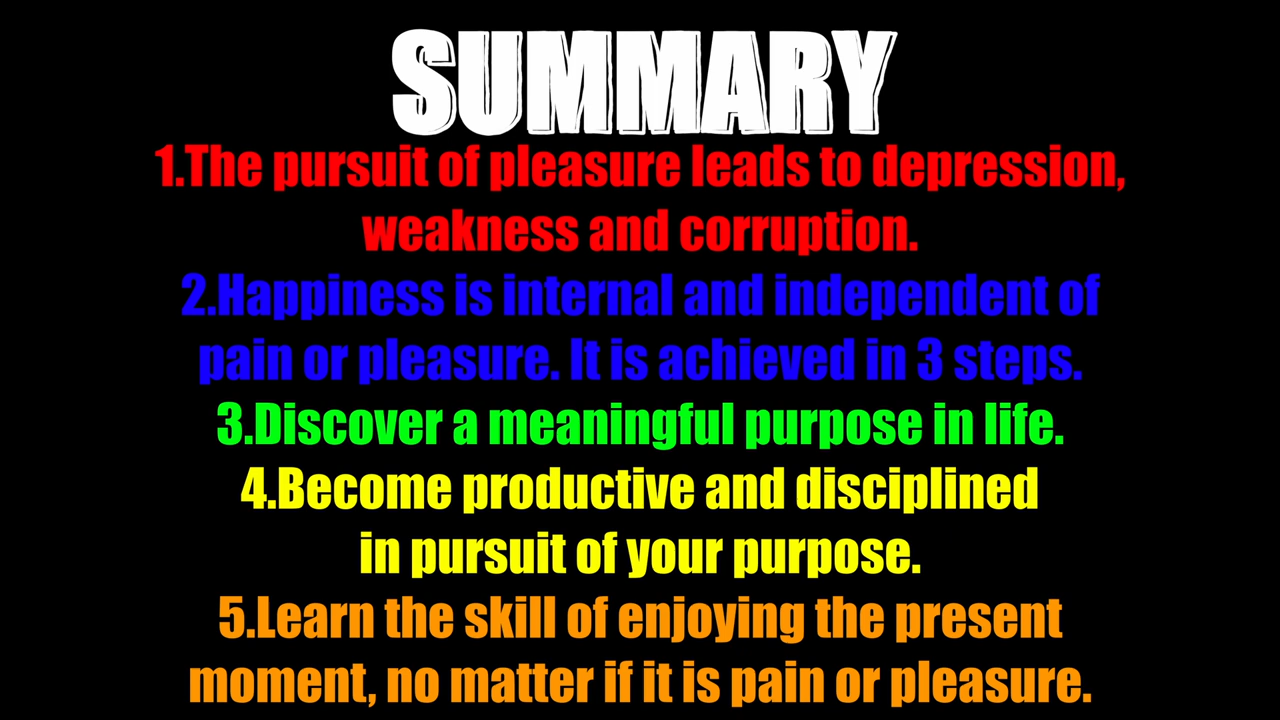 SUMMARY
1.The pursuit of pleasure leads to depression,
weakness and corruption.
2.Happiness is internal and independent of
pain or pleasure. It is achieved in 3 steps.
3.Discover a meaningful purpose in life.
4.Become productive and disciplined
in pursuit of your purpose.
5.Learn the skill of enjoying the present
moment, no matter if it is pain or pleasure.